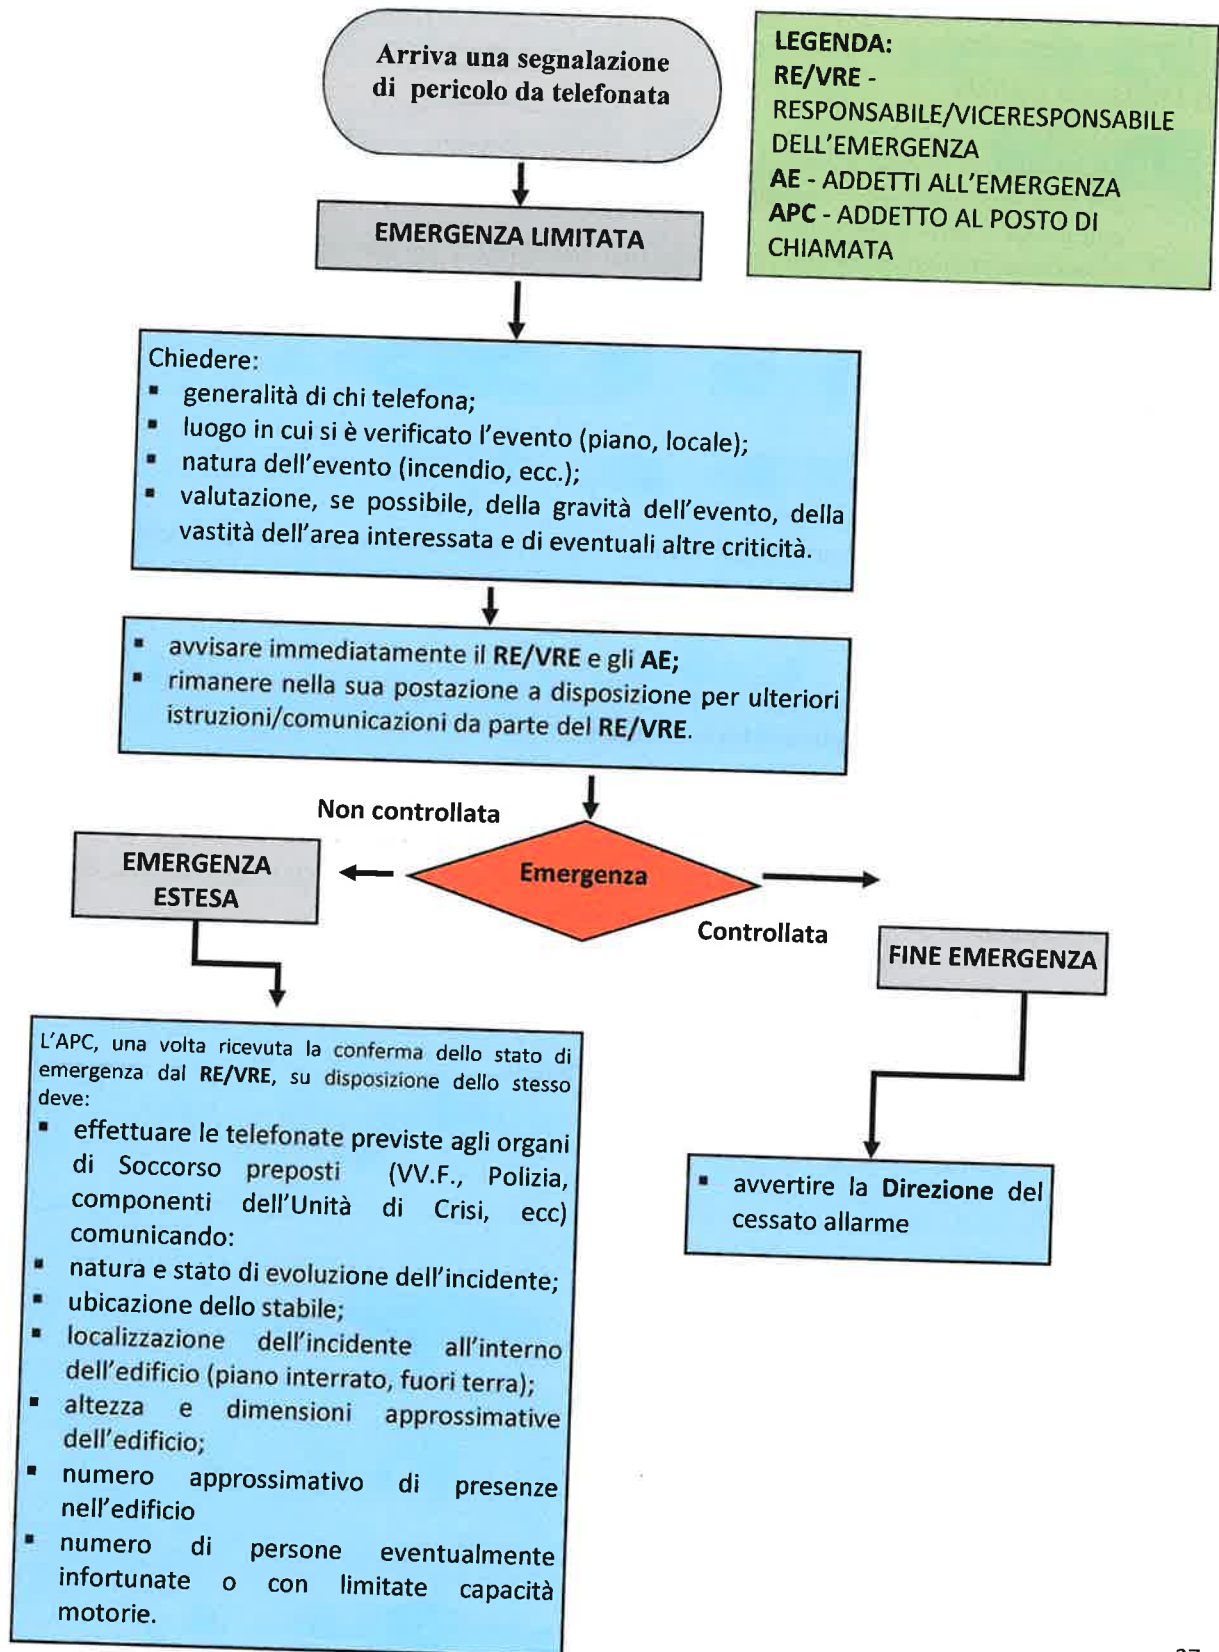 Arriva una segnalazione
di pericolo da telefonata
LEGENDA:
RE/VRE -
RESPONSABILE/VICERESPONSABILE
DELL'EMERGENZA
AE - ADDETTI ALL'EMERGENZA
APC - ADDETTO AL POSTO DI
CHIAMATA
EMERGENZA LIMITATA
Chiedere:
▪ generalità di chi telefona;
▪ luogo in cui si è verificato l'evento (piano, locale);
▪ natura dell'evento (incendio, ecc.);
▪ valutazione, se possibile, della gravità dell'evento, della
vastità dell'area interessata e di eventuali altre criticità.
▪ avvisare immediatamente il RE/VRE e gli AE;
▪ rimanere nella sua postazione a disposizione per ulteriori
istruzioni/comunicazioni da parte del RE/VRE.
Non controllata
EMERGENZA
ESTESA
Emergenza
Controllata
FINE EMERGENZA
L'APC, una volta ricevuta la conferma dello stato di
emergenza dal RE/VRE, su disposizione dello stesso
deve:
▪ effettuare le telefonate previste agli organi
di Soccorso preposti (VV.F., Polizia,
componenti dell'Unità di Crisi, ecc)
comunicando:
▪ natura e stato di evoluzione dell'incidente;
▪ ubicazione dello stabile;
▪ localizzazione dell'incidente all'interno
dell'edificio (piano interrato, fuori terra);
▪ altezza e dimensioni approssimative
dell'edificio;
▪ numero approssimativo di presenze
nell'edificio
▪ numero di persone eventualmente
infortunate o con limitate capacità
motorie.
▪ avvertire la Direzione del
cessato allarme